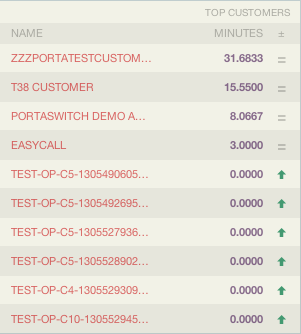 TOP CUSTOMERS
NAME MINUTES ±
ZZZPORTATESTCUSTOM... 31.6833 =
T38 CUSTOMER 15.5500 =
PORTASWITCH DEMO A... 8.0667 =
EASYCALL 3.0000 =
TEST-OP-C5-1305490605... 0.0000
TEST-OP-C5-1305492695... 0.0000
TEST-OP-C5-1305527936... 0.0000
TEST-OP-C5-1305528902... 0.0000
TEST-OP-C4-1305529309... 0.0000
TEST-OP-C10-130552945... 0.0000